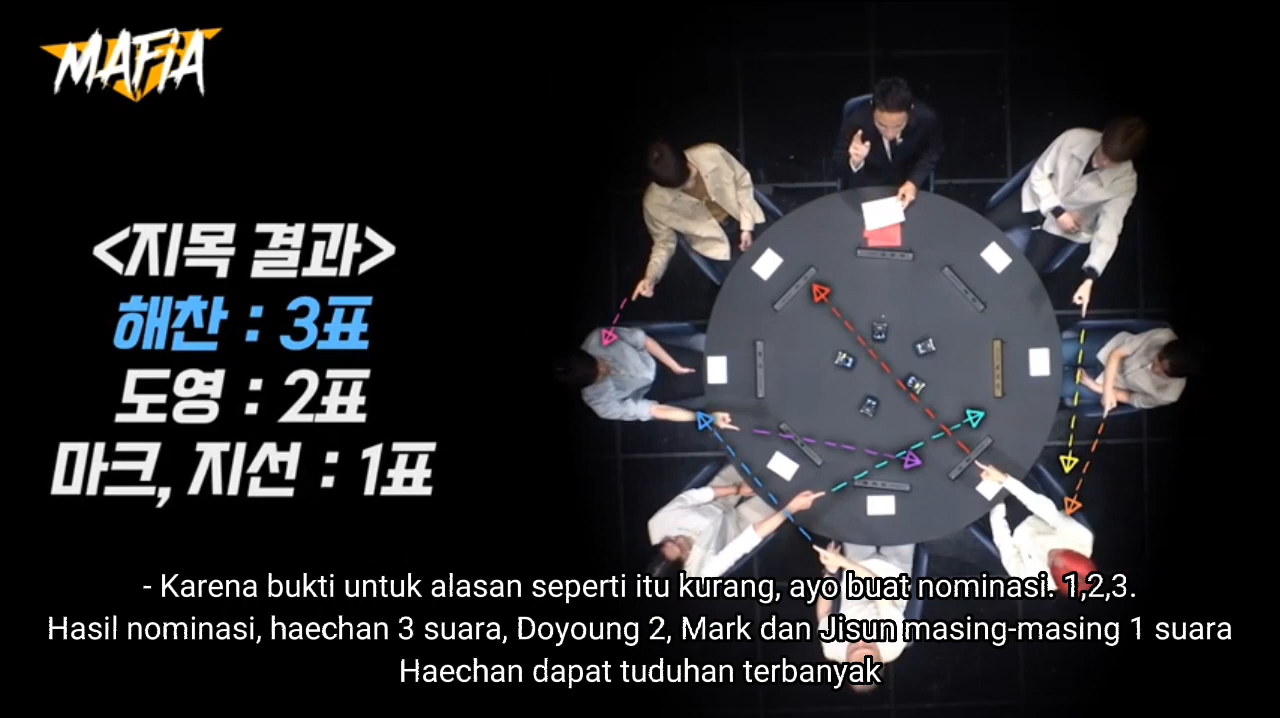 MAFiA
<지목 결과>
해찬 : 3표
도영 : 2표
마크, 지선 : 1표
- Karena bukti untuk alasan seperti itu kurang, ayo buat nominasi. 1,2,3.
Hasil nominasi, haechan 3 suara, Doyoung 2, Mark dan Jisun masing-masing 1 suara
Haechan dapat tuduhan terbanyak